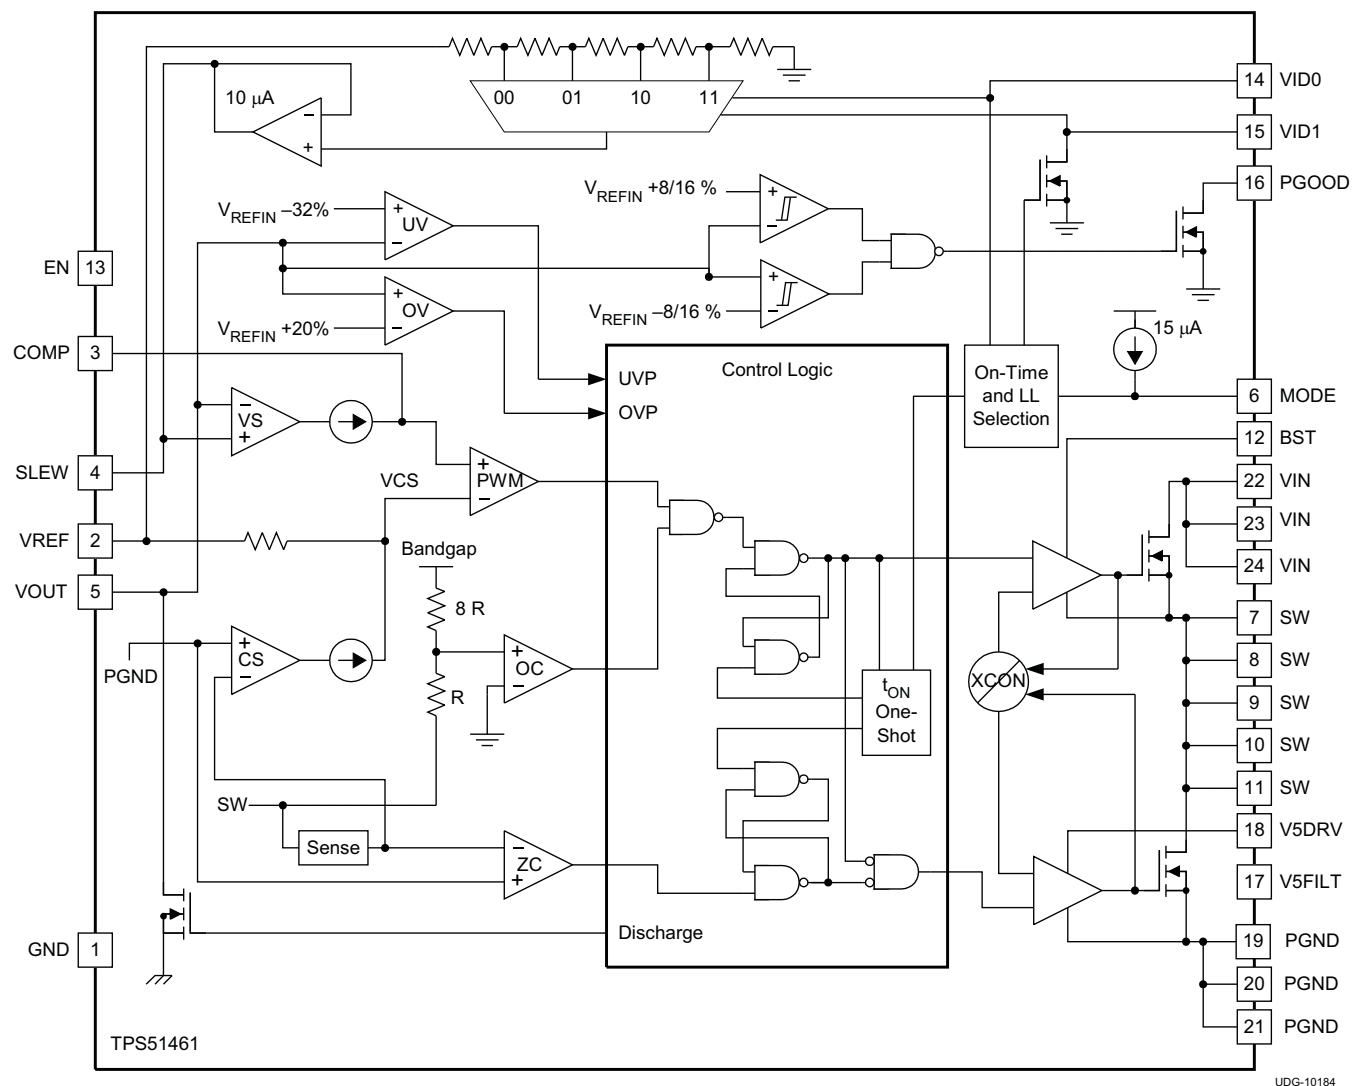 00 01 10 11
10 μA
14 VID0
15 VID1
16 PGOOD
VREFIN +8/16 %
VREFIN –32%
+
–
UV
EN 13
VREFIN –8/16 %
VREFIN +20%
+
–
OV
+
–
+
–
+
–
15 μA
COMP 3
Control Logic
UVP
OVP
On-Time
and LL
Selection
6 MODE
12 BST
–
VS
+
SLEW 4
VCS
+
PWM
–
22 VIN
23 VIN
24 VIN
VREF 2
Bandgap
VOUT 5
8 R
7 SW
8 SW
9 SW
10 SW
11 SW
PGND
+
CS
–
R
+
OC
–
tON
One-
Shot
XCON
SW
Sense
–
ZC
+
18 V5DRV
17 V5FILT
Discharge
GND 1
19 PGND
20 PGND
21 PGND
TPS51461
UDG-10184